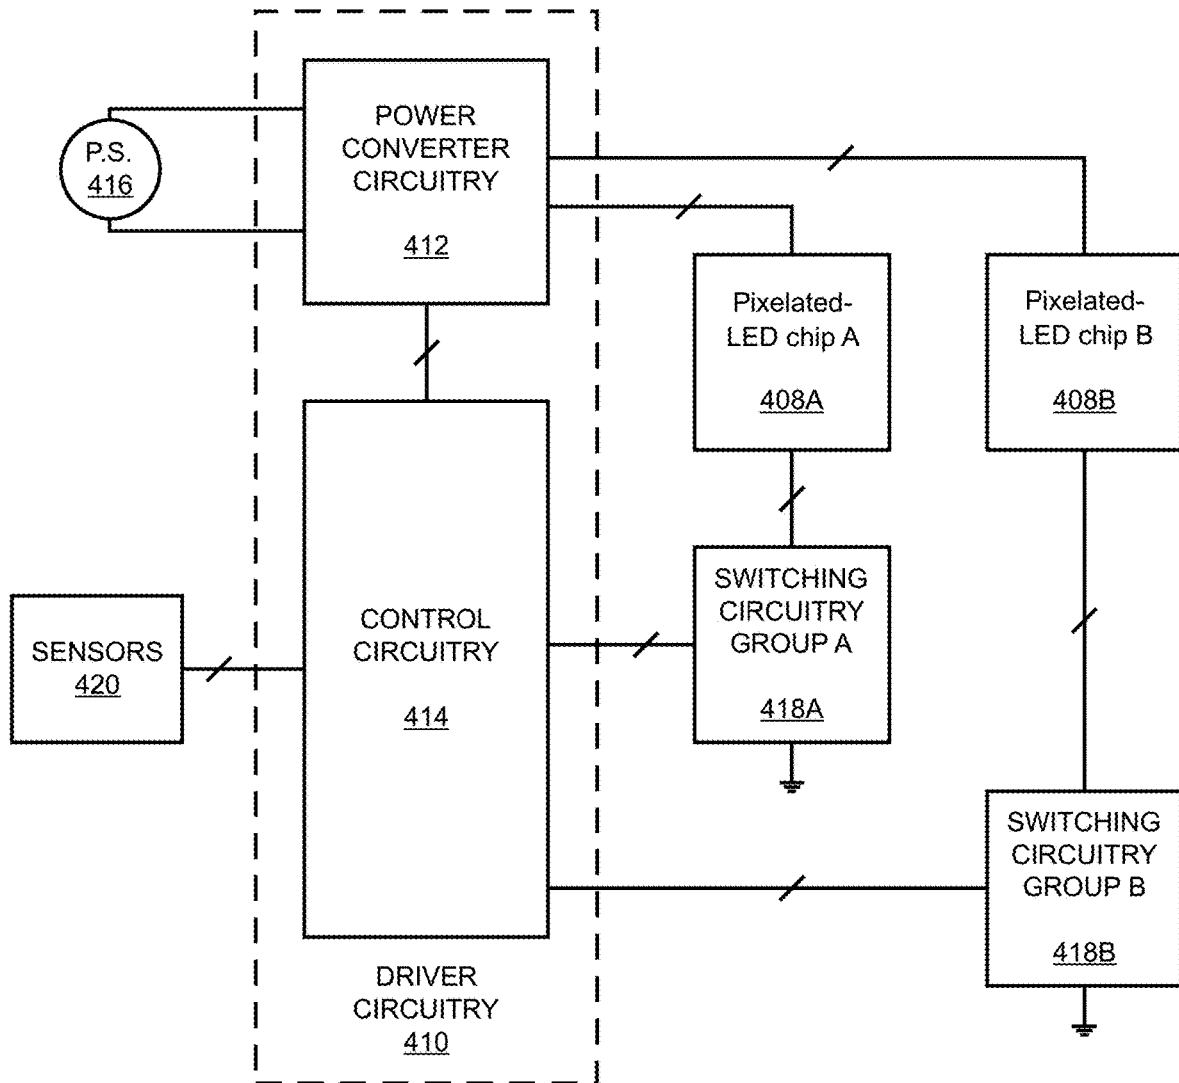 POWER
CONVERTER
CIRCUITRY
412
P.S.
416
Pixelated-
LED chip A
408A
Pixelated-
LED chip B
408B
CONTROL
CIRCUITRY
414
SENSORS
420
SWITCHING
CIRCUITRY
GROUP A
418A
SWITCHING
CIRCUITRY
GROUP B
418B
DRIVER
CIRCUITRY
410